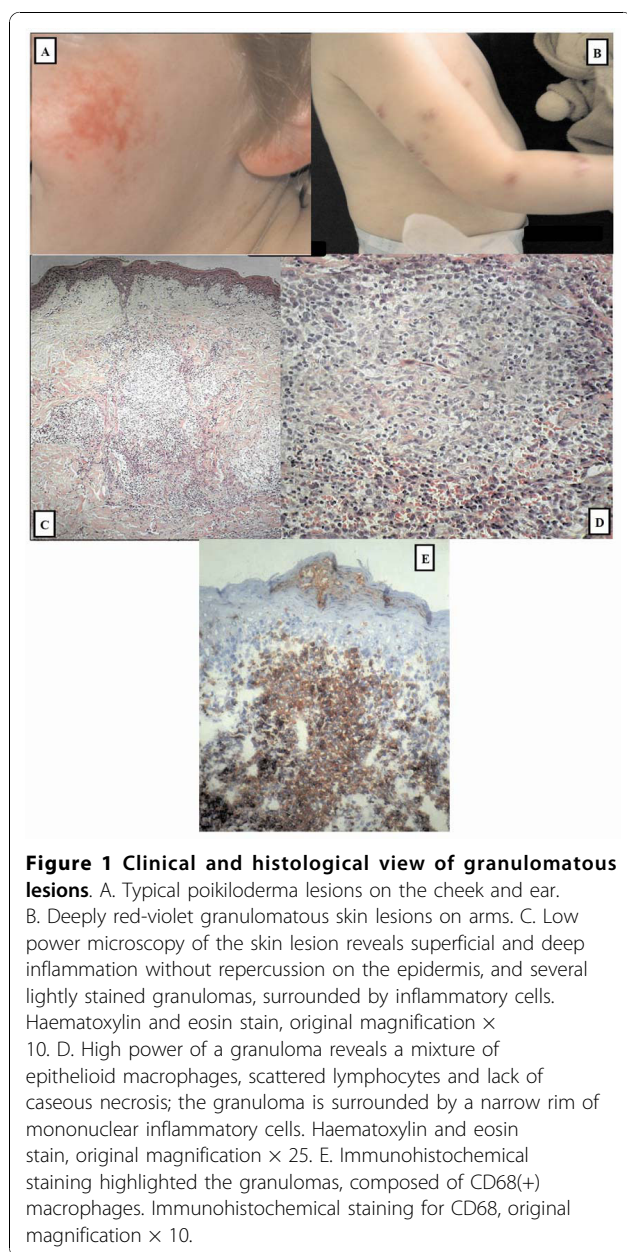 A
B
C
D
E
Figure 1 Clinical and histological view of granulomatous
lesions. A. Typical poikiloderma lesions on the cheek and ear.
B. Deeply red-violet granulomatous skin lesions on arms. C. Low
power microscopy of the skin lesion reveals superficial and deep
inflammation without repercussion on the epidermis, and several
lightly stained granulomas, surrounded by inflammatory cells.
Haematoxylin and eosin stain, original magnification ×
10. D. High power of a granuloma reveals a mixture of
epithelioid macrophages, scattered lymphocytes and lack of
caseous necrosis; the granuloma is surrounded by a narrow rim of
mononuclear inflammatory cells. Haematoxylin and eosin
stain, original magnification × 25. E. Immunohistochemical
staining highlighted the granulomas, composed of CD68(+)
macrophages. Immunohistochemical staining for CD68, original
magnification × 10.